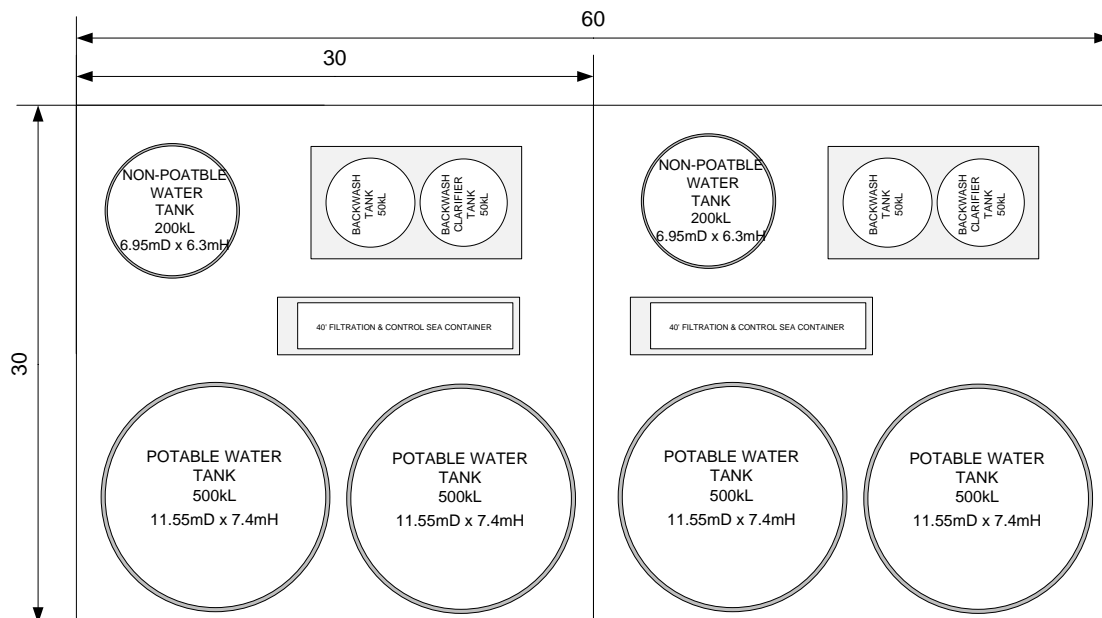 60
30
30
NON-POATBLE
WATER
TANK
200kL
6.95mD x 6.3mH
BACKWASH
TANK
50kL
BACKWASH
CLARIFIER
TANK
50kL
NON-POATBLE
WATER
TANK
200kL
6.95mD x 6.3mH
BACKWASH
TANK
50kL
BACKWASH
CLARIFIER
TANK
50kL
40' FILTRATION & CONTROL SEA CONTAINER
40' FILTRATION & CONTROL SEA CONTAINER
POTABLE WATER
TANK
500kL
11.55mD x 7.4mH
POTABLE WATER
TANK
500kL
11.55mD x 7.4mH
POTABLE WATER
TANK
500kL
11.55mD x 7.4mH
POTABLE WATER
TANK
500kL
11.55mD x 7.4mH